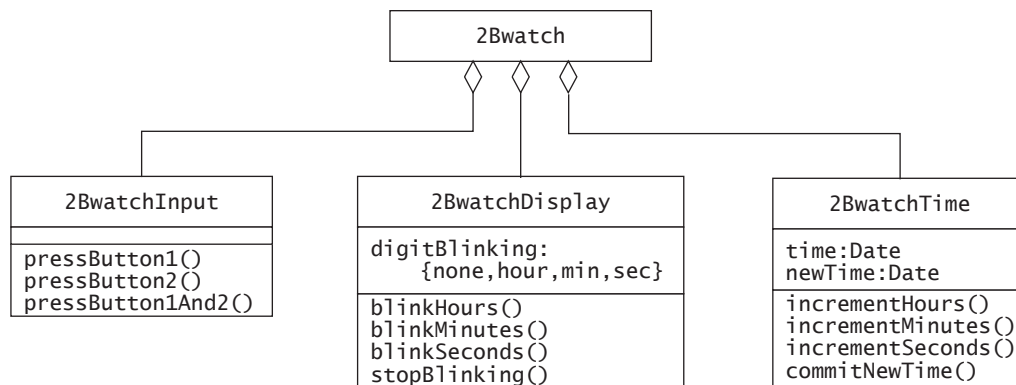 2Bwatch
2BwatchInput
pressButton1()
pressButton2()
pressButton1And2()
2BwatchDisplay
digitBlinking:
{none,hour,min,sec}
blinkHours()
blinkMinutes()
blinkSeconds()
stopBlinking()
2BwatchTime
time:Date
newTime:Date
incrementHours()
incrementMinutes()
incrementSeconds()
commitNewTime()